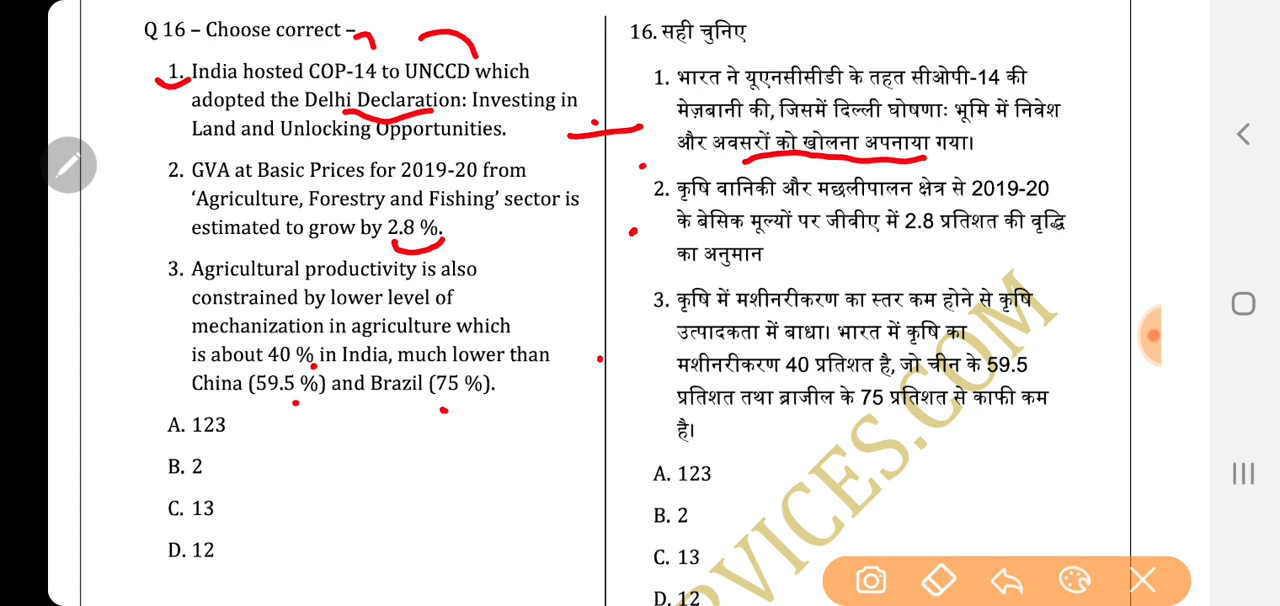 Q 16 – Choose correct –
1. India hosted COP-14 to UNCCD which
adopted the Delhi Declaration: Investing in
Land and Unlocking Opportunities.
2. GVA at Basic Prices for 2019-20 from
‘Agriculture, Forestry and Fishing’ sector is
estimated to grow by 2.8 %.
3. Agricultural productivity is also
constrained by lower level of
mechanization in agriculture which
is about 40 % in India, much lower than
China (59.5 %) and Brazil (75 %).
A. 123
B. 2
C. 13
D. 12
16. सही चुनिए
1. भारत ने यूएनसीसीडी के तहत सीओपी-14 की
मेज़बानी की, जिसमें दिल्ली घोषणाः भूमि में निवेश
और अवसरों को खोलना अपनाया गया।
2. कृषि वानिकी और मछलीपालन क्षेत्र से 2019-20
के बेसिक मूल्यों पर जीवीए में 2.8 प्रतिशत की वृद्धि
का अनुमान
3. कृषि में मशीनरीकरण का स्तर कम होने से कृषि
उत्पादकता में बाधा। भारत में कृषि का
मशीनरीकरण 40 प्रतिशत है, जो चीन के 59.5
प्रतिशत तथा ब्राजील के 75 प्रतिशत से काफी कम
है।
A. 123
B. 2
C. 13
D. 12
RVICES.COM